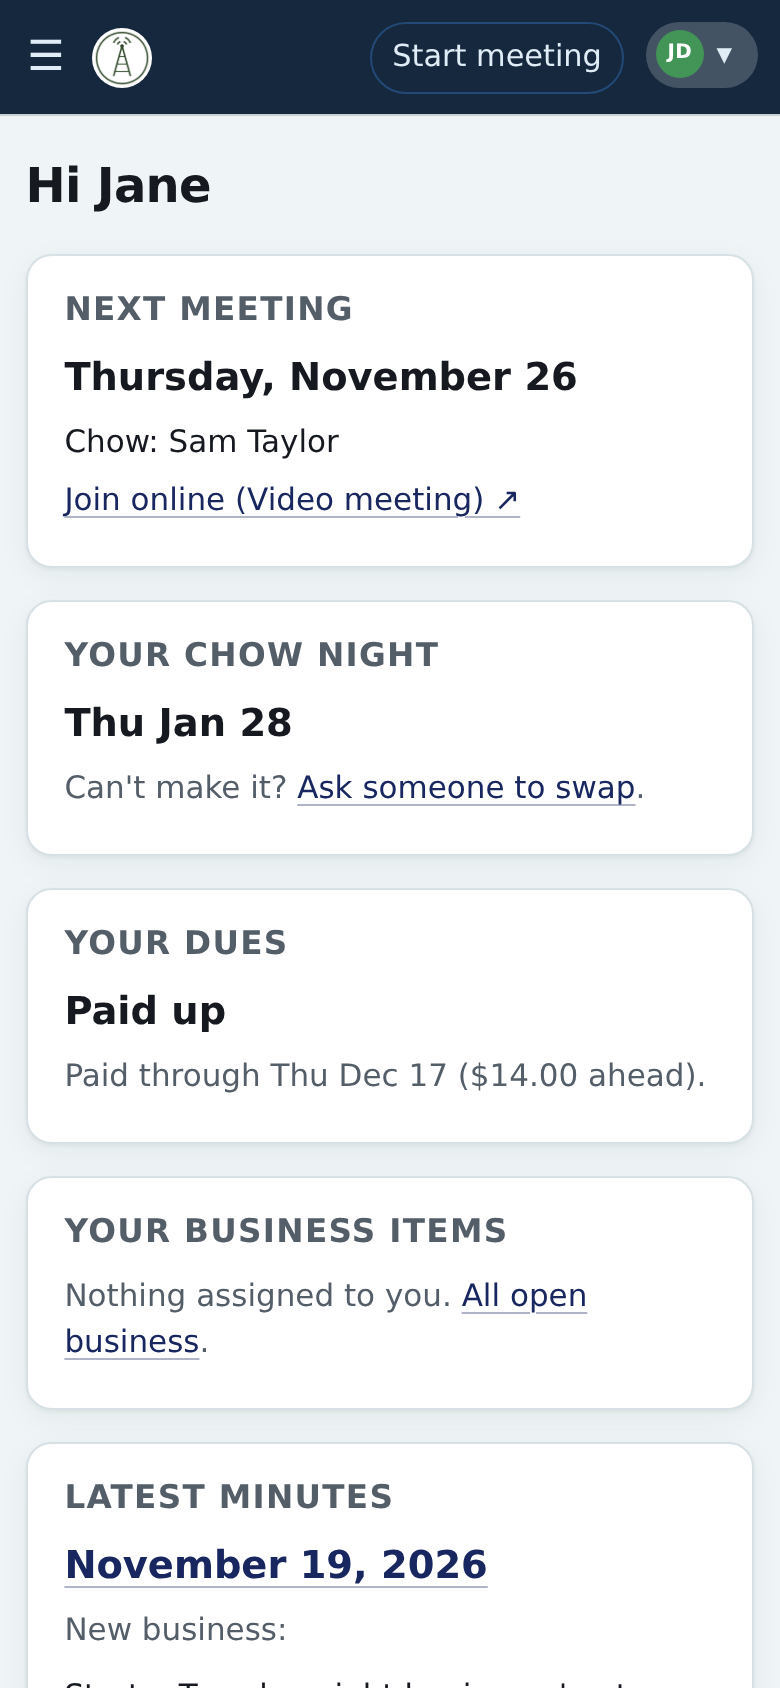 ☰ Start meeting JD ▼
Hi Jane
NEXT MEETING
Thursday, November 26
Chow: Sam Taylor
Join online (Video meeting) ↗
YOUR CHOW NIGHT
Thu Jan 28
Can't make it? Ask someone to swap.
YOUR DUES
Paid up
Paid through Thu Dec 17 ($14.00 ahead).
YOUR BUSINESS ITEMS
Nothing assigned to you. All open
business.
LATEST MINUTES
November 19, 2026
New business: